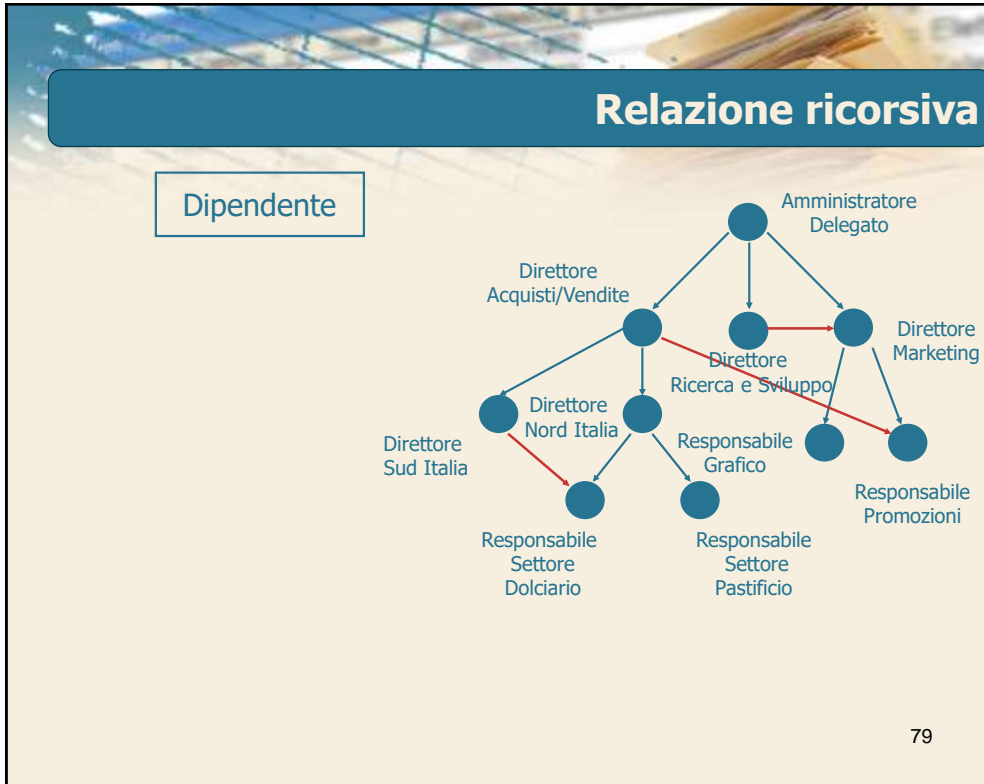 Relazione ricorsiva
Dipendente
Amministratore
Delegato
Direttore
Acquisti/Vendite
Direttore
Ricerca e Sviluppo
Direttore
Marketing
Direttore
Sud Italia
Direttore
Nord Italia
Responsabile
Grafico
Responsabile
Promozioni
Responsabile
Settore
Dolciario
Responsabile
Settore
Pastificio
79